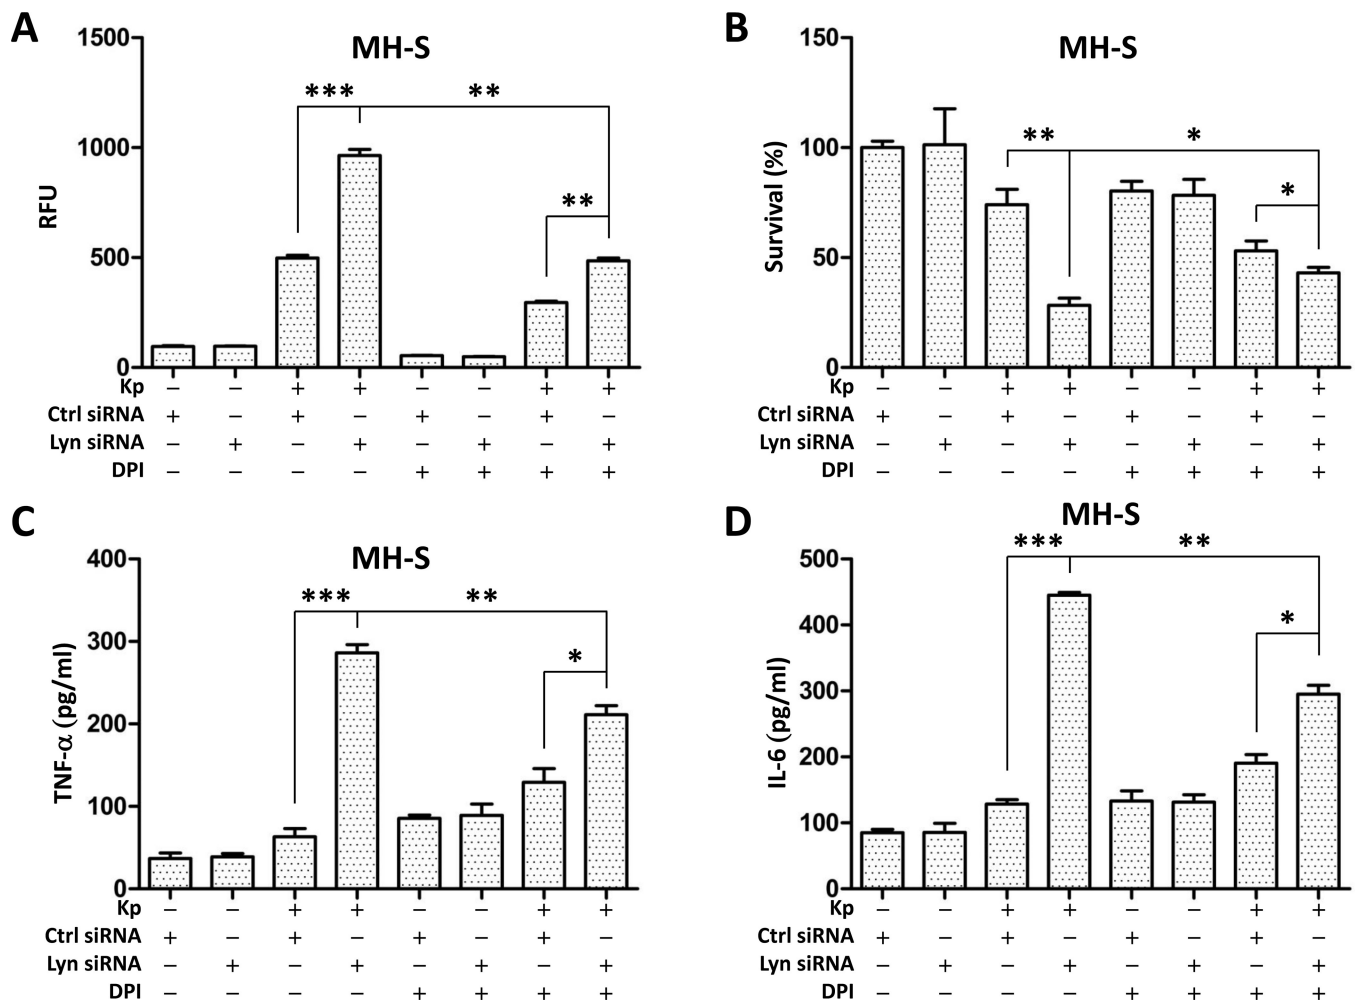 A
MH-S
RFU
1500
1000
500
0
*** **
**
Kp − − + + − − + +
Ctrl siRNA + − + − + − + −
Lyn siRNA − + − + − + − +
DPI − − − − + + + +
B
MH-S
Survival (%)
150
100
50
0
** *
*
Kp − − + + − − + +
Ctrl siRNA + − + − + − + −
Lyn siRNA − + − + − + − +
DPI − − − − + + + +
C
MH-S
TNF-α (pg/ml)
400
300
200
100
0
*** **
*
Kp − − + + − − + +
Ctrl siRNA + − + − + − + −
Lyn siRNA − + − + − + − +
DPI − − − − + + + +
D
MH-S
IL-6 (pg/ml)
500
400
300
200
100
0
*** **
*
Kp − − + + − − + +
Ctrl siRNA + − + − + − + −
Lyn siRNA − + − + − + − +
DPI − − − − + + + +